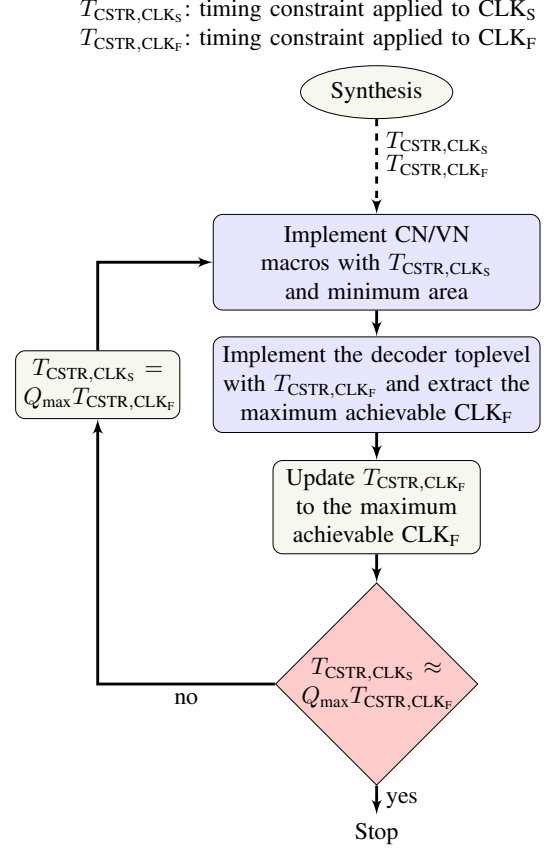 T_CSTR,CLK_S: timing constraint applied to CLK_S
T_CSTR,CLK_F: timing constraint applied to CLK_F
Synthesis
T_CSTR,CLK_S
T_CSTR,CLK_F
Implement CN/VN
macros with T_CSTR,CLK_S
and minimum area
Implement the decoder toplevel
with T_CSTR,CLK_F and extract the
maximum achievable CLK_F
T_CSTR,CLK_S =
Q_max T_CSTR,CLK_F
Update T_CSTR,CLK_F
to the maximum
achievable CLK_F
T_CSTR,CLK_S ≈
Q_max T_CSTR,CLK_F
no
yes
Stop